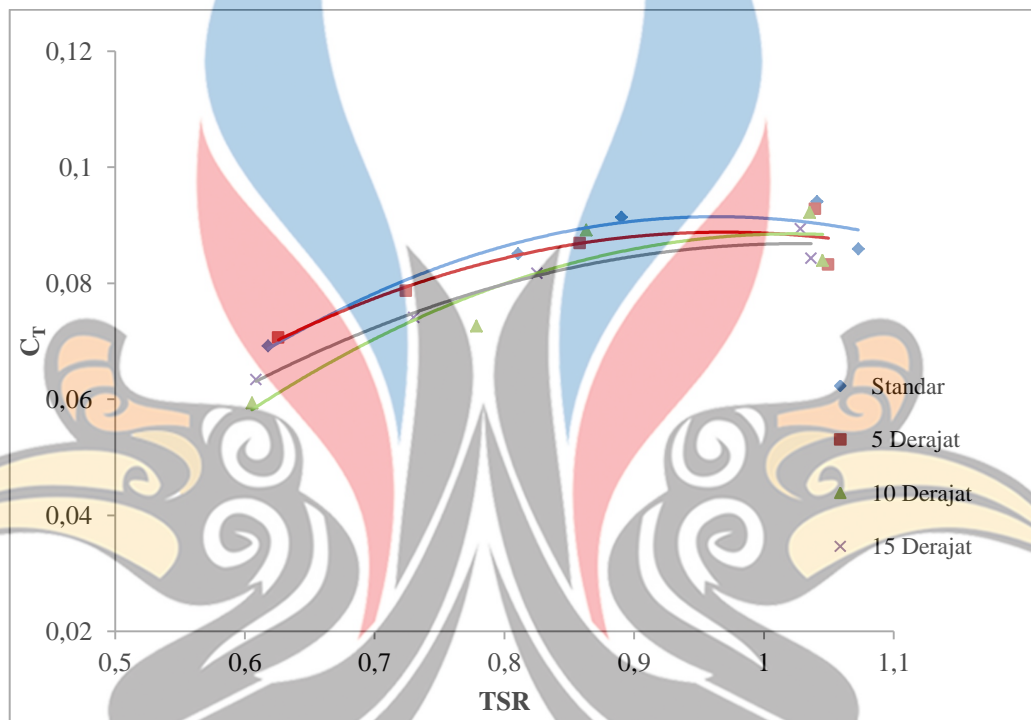 0,12
0,1
0,08
0,06
0,04
0,02
C_T
0,5 0,6 0,7 0,8 0,9 1 1,1
TSR
Standar
5 Derajat
10 Derajat
15 Derajat